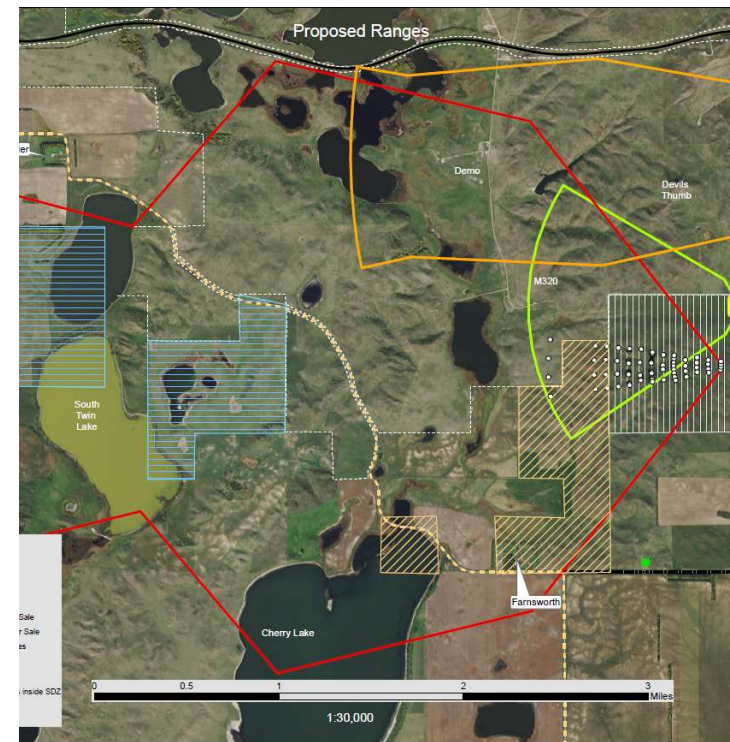 Proposed Ranges
ler
Demo
Devils
Thumb
M320
South
Twin
Lake
Farnsworth
Sale
r Sale
es
Cherry Lake
inside SDZ
0 0.5 1 2 3
Miles
1:30,000